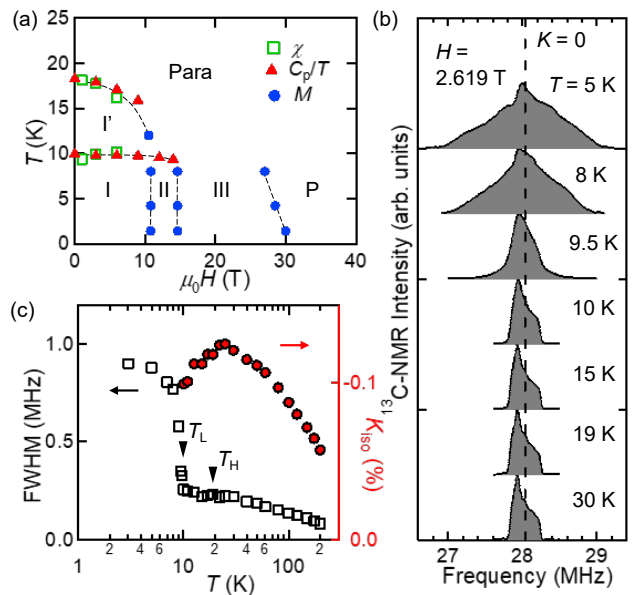 (a)
25
20
15
10
5
0
T (K)
0
10
20
30
40
μ₀H (T)
Para
χ
Cₚ/T
M
I'
I
II
III
P
(b)
H =
2.619 T
K = 0
T = 5 K
8 K
9.5 K
10 K
15 K
19 K
30 K
¹³C-NMR Intensity (arb. units)
27
28
29
Frequency (MHz)
(c)
1.0
0.5
0.0
FWHM (MHz)
T_L
T_H
-0.1
0.0
K_iso (%)
1
2
4
6
10
2
4
6
100
2
T (K)